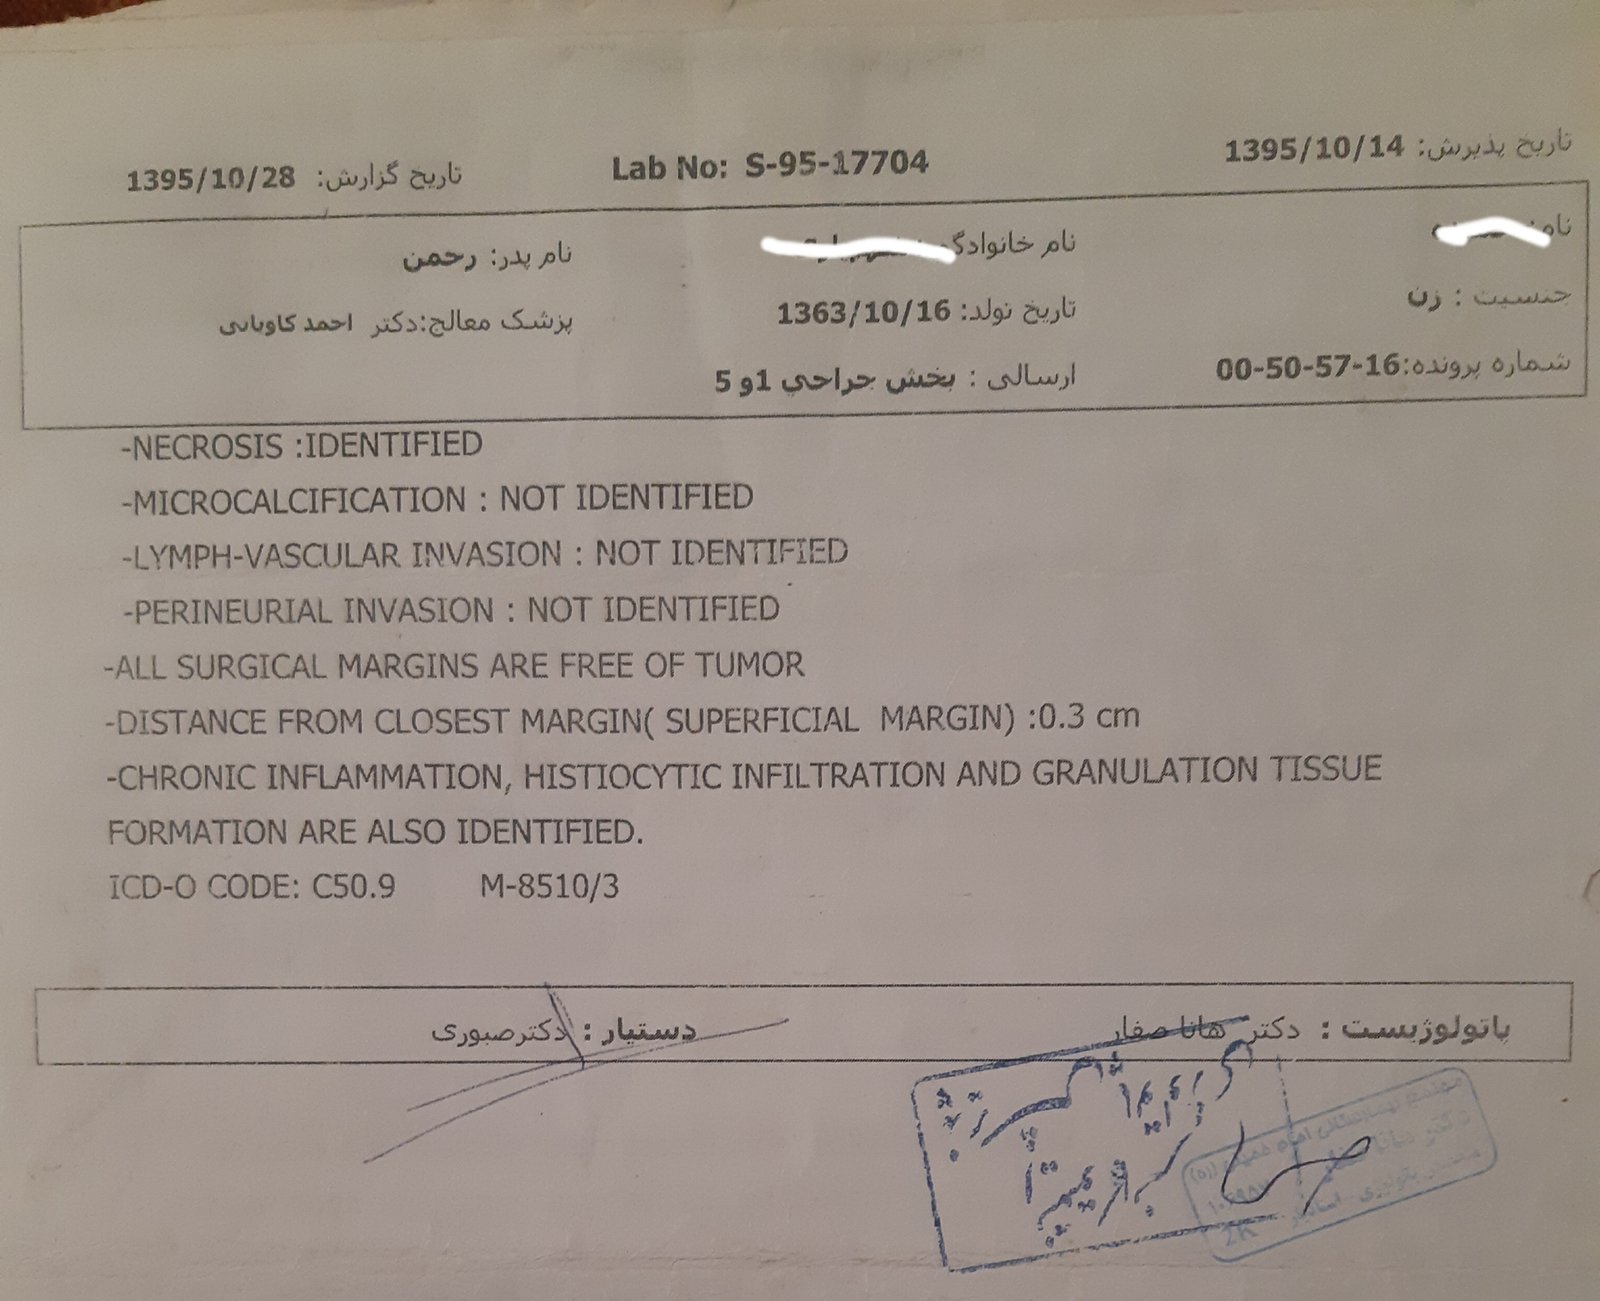 تاریخ پذیرش: 1395/10/14
Lab No: S-95-17704
تاریخ گزارش: 1395/10/28
نام خانوادگی
نام پدر: رحمن
جنسیت : زن
تاریخ تولد: 1363/10/16
پزشک معالج:دکتر احمد کاویانی
شماره پرونده:00-50-57-16
ارسالی : بخش جراحي 1و 5
-NECROSIS :IDENTIFIED
-MICROCALCIFICATION : NOT IDENTIFIED
-LYMPH-VASCULAR INVASION : NOT IDENTIFIED
-PERINEURIAL INVASION : NOT IDENTIFIED
-ALL SURGICAL MARGINS ARE FREE OF TUMOR
-DISTANCE FROM CLOSEST MARGIN( SUPERFICIAL MARGIN) :0.3 cm
-CHRONIC INFLAMMATION, HISTIOCYTIC INFILTRATION AND GRANULATION TISSUE
FORMATION ARE ALSO IDENTIFIED.
ICD-O CODE: C50.9 M-8510/3
پاتولوژیست : دکتر هانا صفار
دستیار : دکترصبوری